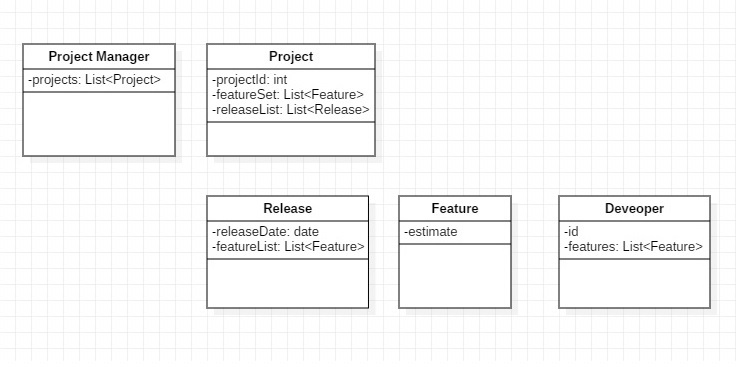 Project Manager
-projects: List<Project>
Project
-projectId: int
-featureSet: List<Feature>
-releaseList: List<Release>
Release
-releaseDate: date
-featureList: List<Feature>
Feature
-estimate
Deveoper
-id
-features: List<Feature>